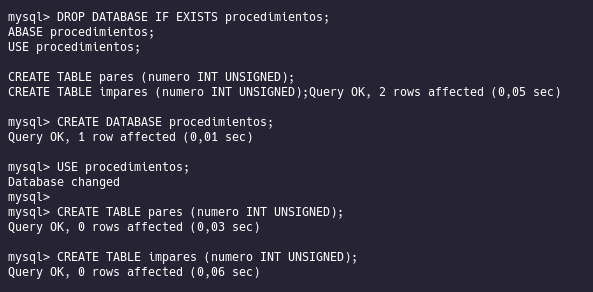 mysql> DROP DATABASE IF EXISTS procedimientos;
ABASE procedimientos;
USE procedimientos;
CREATE TABLE pares (numero INT UNSIGNED);
CREATE TABLE impares (numero INT UNSIGNED);Query OK, 2 rows affected (0,05 sec)
mysql> CREATE DATABASE procedimientos;
Query OK, 1 row affected (0,01 sec)
mysql> USE procedimientos;
Database changed
mysql>
mysql> CREATE TABLE pares (numero INT UNSIGNED);
Query OK, 0 rows affected (0,03 sec)
mysql> CREATE TABLE impares (numero INT UNSIGNED);
Query OK, 0 rows affected (0,06 sec)